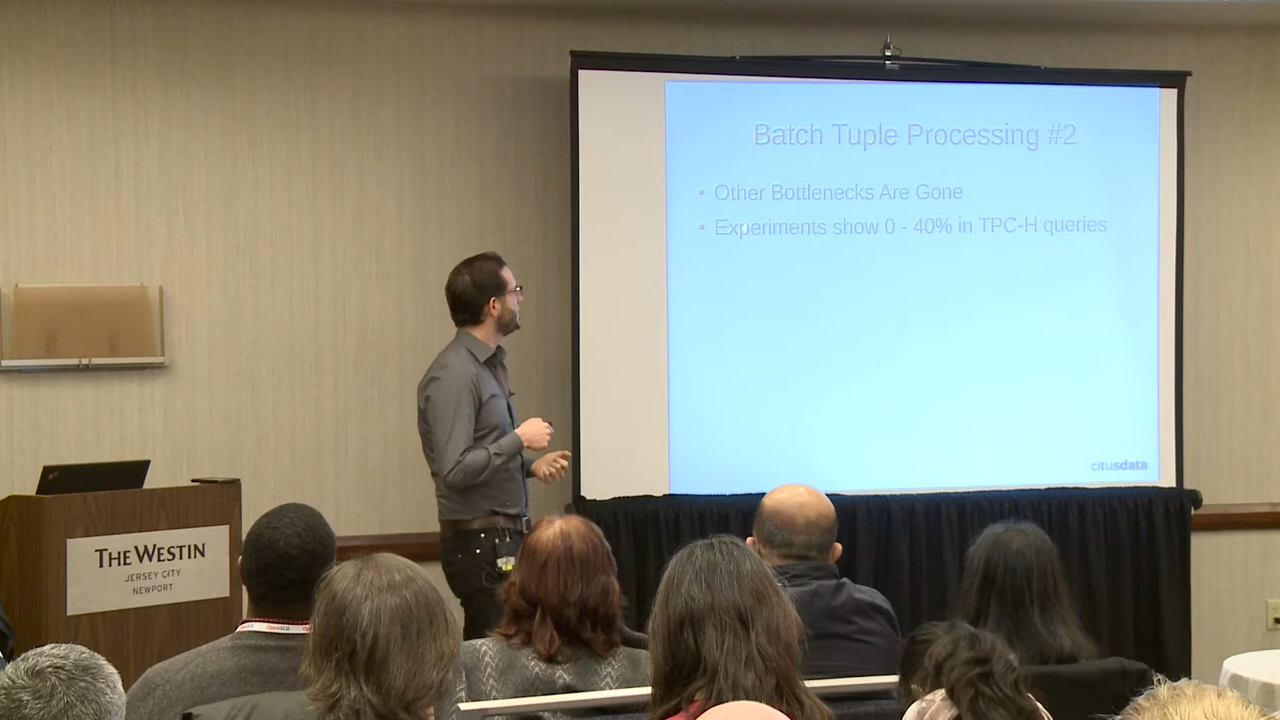 Batch Tuple Processing #2
• Other Bottlenecks Are Gone
• Experiments show 0 - 40% in TPC-H queries
citusdata
THE WESTIN
JERSEY CITY
NEWPORT
OpenSCG